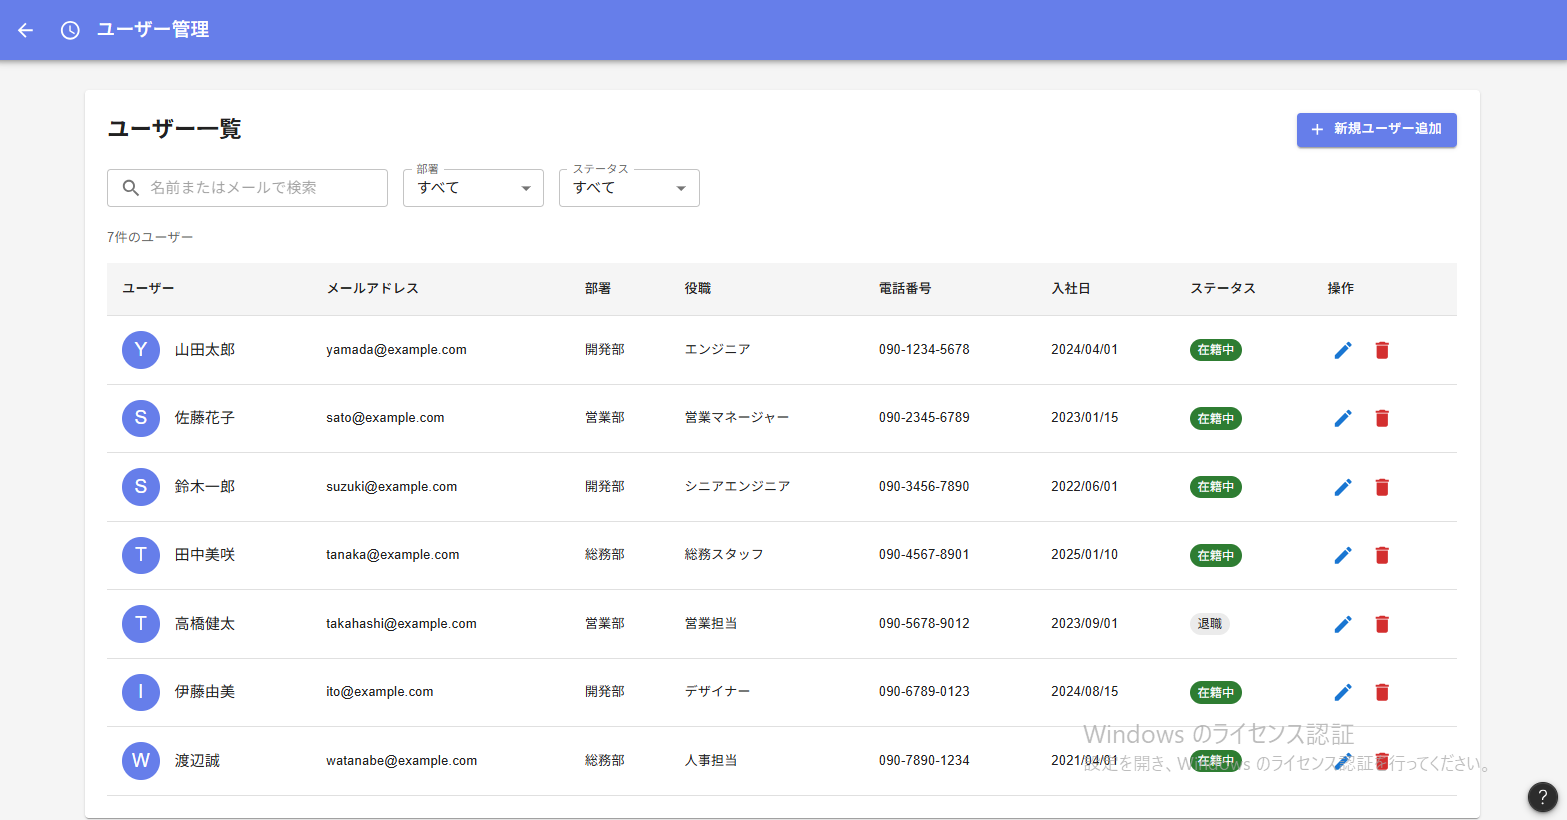 ユーザー管理
ユーザー一覧
新規ユーザー追加
名前またはメールで検索
部署
すべて
ステータス
すべて
7件のユーザー
ユーザー メールアドレス 部署 役職 電話番号 入社日 ステータス 操作
Y 山田太郎 yamada@example.com 開発部 エンジニア 090-1234-5678 2024/04/01 在籍中
S 佐藤花子 sato@example.com 営業部 営業マネージャー 090-2345-6789 2023/01/15 在籍中
S 鈴木一郎 suzuki@example.com 開発部 シニアエンジニア 090-3456-7890 2022/06/01 在籍中
T 田中美咲 tanaka@example.com 総務部 総務スタッフ 090-4567-8901 2025/01/10 在籍中
T 高橋健太 takahashi@example.com 営業部 営業担当 090-5678-9012 2023/09/01 退職
I 伊藤由美 ito@example.com 開発部 デザイナー 090-6789-0123 2024/08/15 在籍中
W 渡辺誠 watanabe@example.com 総務部 人事担当 090-7890-1234 2021/04/01 在籍中
Windows のライセンス認証
設定を開き、Windows のライセンス認証を行ってください。
?